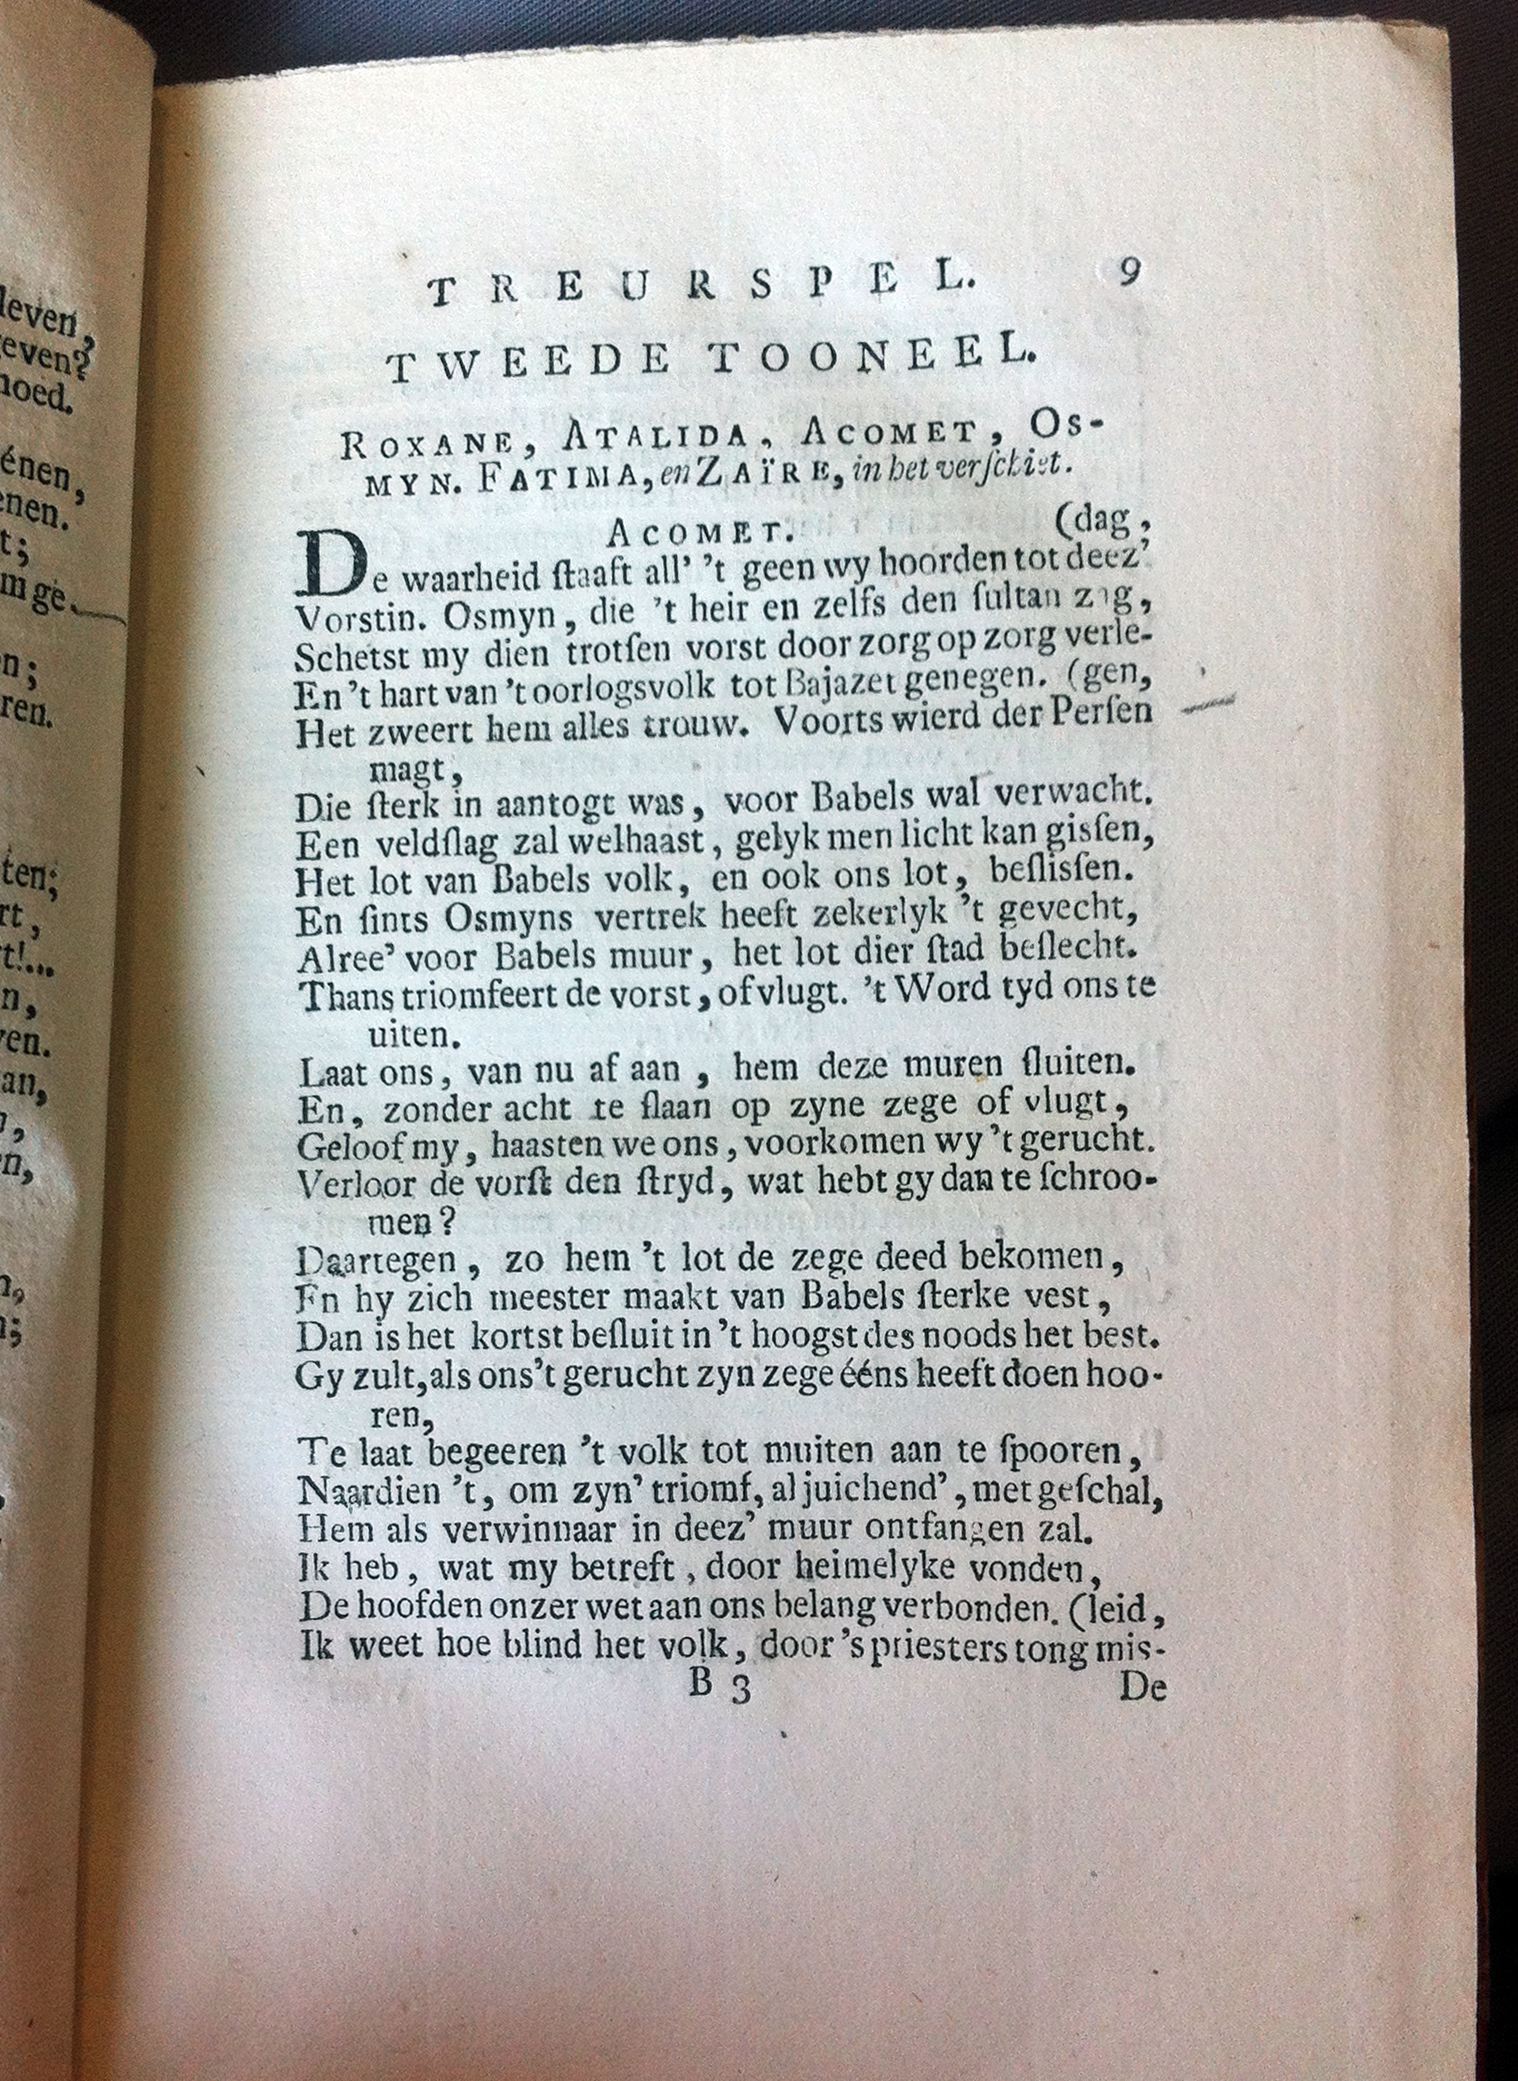 leven,
even?
noed.
énen,
enen.
t;
m ge.
n;
ren.
ten;
rt,
t!...
n,
ven.
an,
n,
n;
TREURSPEL. 9
TWEEDE TOONEEL.
ROXANE, ATALIDA, ACOMET, OS-
MYN. FATIMA, en ZAÏRE, in het verſchiet.
ACOMET. (dag,
De waarheid ſtaaft all' 't geen wy hoorden tot deez'
Vorstin. Osmyn, die 't heir en zelfs den ſultan zag,
Schetst my dien trotſen vorst door zorg op zorg verle-
En 't hart van 't oorlogsvolk tot Bajazet genegen. (gen,
Het zweert hem alles trouw. Voorts wierd der Perſen
magt,
Die ſterk in aantogt was, voor Babels wal verwacht.
Een veldſlag zal welhaast, gelyk men licht kan gisſen,
Het lot van Babels volk, en ook ons lot, beſlisſen.
En ſints Osmyns vertrek heeft zekerlyk 't gevecht,
Alree' voor Babels muur, het lot dier ſtad beſlecht.
Thans triomfeert de vorst, of vlugt. 't Word tyd ons te
uiten.
Laat ons, van nu af aan, hem deze muren ſluiten.
En, zonder acht te ſlaan op zyne zege of vlugt,
Geloof my, haasten we ons, voorkomen wy 't gerucht.
Verloor de vorſt den ſtryd, wat hebt gy dan te ſchroo-
men?
Daartegen, zo hem 't lot de zege deed bekomen,
En hy zich meester maakt van Babels ſterke vest,
Dan is het kortst beſluit in 't hoogst des noods het best.
Gy zult, als ons 't gerucht zyn zege ééns heeft doen hoo-
ren,
Te laat begeeren 't volk tot muiten aan te ſpooren,
Naardien 't, om zyn' triomf, al juichend', met geſchal,
Hem als verwinnaar in deez' muur ontfangen zal.
Ik heb, wat my betreft, door heimelyke vonden,
De hoofden onzer wet aan ons belang verbonden. (leid,
Ik weet hoe blind het volk, door 's priesters tong mis-
B 3 De